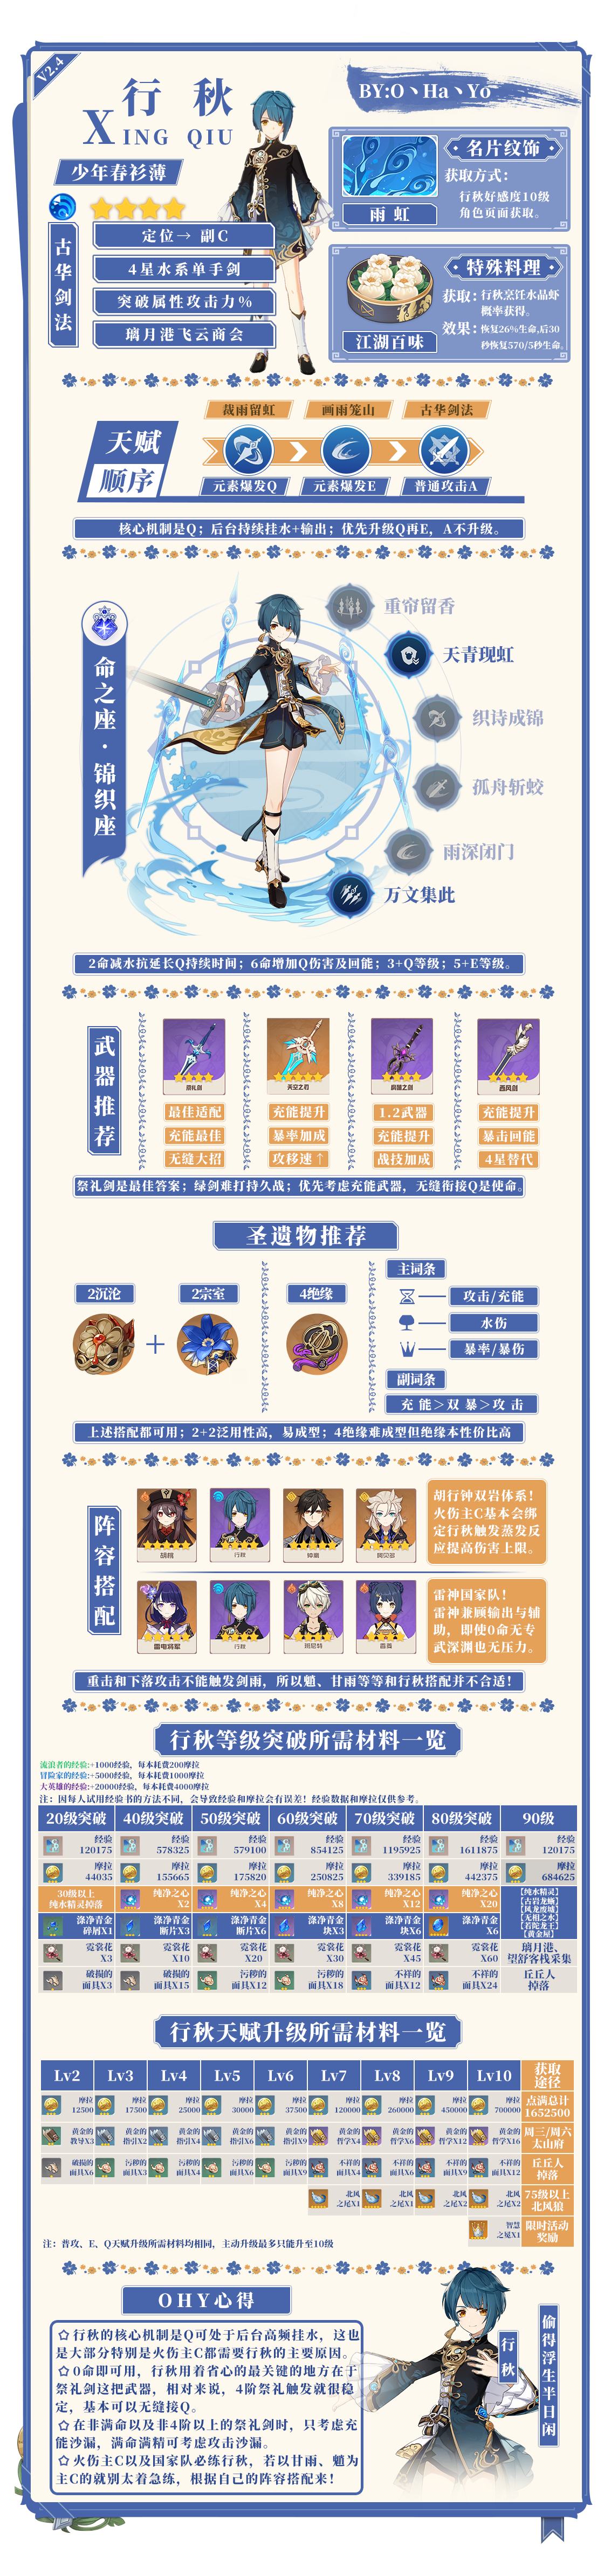 V2.4
行 秋
XING QIU
BY:O丶Ha丶Yo
少年春衫薄
古华剑法
定位→ 副C
4星水系单手剑
突破属性攻击力%
璃月港飞云商会
名片纹饰
获取方式：
行秋好感度10级
角色页面获取。
雨 虹
特殊料理
获取：行秋烹饪水晶虾
概率获得。
效果：恢复26%生命,后30
秒恢复570/5秒生命。
江湖百味
天赋
顺序
裁雨留虹
画雨笼山
古华剑法
元素爆发Q
元素爆发E
普通攻击A
核心机制是Q；后台持续挂水+输出；优先升级Q再E，A不升级。
命之座·锦织座
重帘留香
天青现虹
织诗成锦
孤舟斩蛟
雨深闭门
万文集此
2命减水抗延长Q持续时间；6命增加Q伤害及回能；3+Q等级；5+E等级。
武器推荐
祭礼剑
天空之刃
西风剑
最佳适配
充能提升
1.2武器
充能提升
充能最佳
暴率加成
充能提升
暴击回能
无缝大招
攻移速↑
战技加成
4星替代
祭礼剑是最佳答案；绿剑难打持久战；优先考虑充能武器，无缝衔接Q是使命。
圣遗物推荐
2沉沦
+
2宗室
4绝缘
主词条
攻击/充能
水伤
暴率/暴伤
副词条
充 能＞双 暴＞攻 击
上述搭配都可用；2+2泛用性高，易成型；4绝缘难成型但绝缘本性价比高
阵容搭配
胡桃
行秋
钟离
阿贝多
胡行钟双岩体系！
火伤主C基本会绑
定行秋触发蒸发反
应提高伤害上限。
雷电将军
行秋
班尼特
香菱
雷神国家队！
雷神兼顾输出与辅
助，即使0命无专
武深渊也无压力。
重击和下落攻击不能触发剑雨，所以魈、甘雨等等和行秋搭配并不合适！
行秋等级突破所需材料一览
流浪者的经验:+1000经验，每本耗费200摩拉
冒险家的经验:+5000经验，每本耗费1000摩拉
大英雄的经验:+20000经验，每本耗费4000摩拉
注：因每人试用经验书的方法不同，会导致经验和摩拉会有误差！经验数据和摩拉仅供参考。
20级突破 40级突破 50级突破 60级突破 70级突破 80级突破 90级
经验 经验 经验 经验 经验 经验 经验
120175 578325 579100 854125 1195925 1611875 120175
摩拉 摩拉 摩拉 摩拉 摩拉 摩拉 摩拉
44035 155665 175820 250825 339185 442375 684625
30级以上 纯净之心 纯净之心 纯净之心 纯净之心 纯净之心
纯水精灵掉落 X2 X4 X8 X12 X20
【纯水精灵】
【古岩龙蜥】
【风龙废墟】
【无相之水】
【若陀龙王】
【黄金屋】
涤净青金 涤净青金 涤净青金 涤净青金 涤净青金 涤净青金
碎屑X1 断片X3 断片X6 块X3 块X6 X6
霓裳花 霓裳花 霓裳花 霓裳花 霓裳花 霓裳花 璃月港、
X3 X10 X20 X30 X45 X60 望舒客栈采集
破损的 破损的 污秽的 污秽的 不祥的 不祥的 丘丘人
面具X3 面具X15 面具X12 面具X18 面具X12 面具X24 掉落
行秋天赋升级所需材料一览
Lv2 Lv3 Lv4 Lv5 Lv6 Lv7 Lv8 Lv9 Lv10 获取
途径
摩拉 摩拉 摩拉 摩拉 摩拉 摩拉 摩拉 摩拉 摩拉 点满总计
12500 17500 25000 30000 37500 120000 260000 450000 700000 1652500
黄金的 黄金的 黄金的 黄金的 黄金的 黄金的 黄金的 黄金的 黄金的 周三/周六
教导X3 指引X2 指引X4 指引X6 指引X9 哲学X4 哲学X6 哲学X12 哲学X16 太山府
破损的 污秽的 污秽的 污秽的 污秽的 不祥的 不祥的 不祥的 不祥的 丘丘人
面具X6 面具X3 面具X4 面具X6 面具X9 面具X4 面具X6 面具X9 面具X12 掉落
北风 北风 北风 北风 75级以上
之尾X1 之尾X1 之尾X2 之尾X2 北风狼
智慧 限时活动
之冕X1 奖励
注：普攻、E、Q天赋升级所需材料均相同，主动升级最多只能升至10级
OHY心得
☆行秋的核心机制是Q可处于后台高频挂水，这也
是大部分特别是火伤主C都需要行秋的主要原因。
☆0命即可用，行秋用着省心的最关键的地方在于
祭礼剑这把武器，相对来说，4阶祭礼触发就很稳
定，基本可以无缝接Q。
☆在非满命以及非4阶以上的祭礼剑时，只考虑充
能沙漏，满命满精可考虑攻击沙漏。
☆火伤主C以及国家队必练行秋，若以甘雨、魈为
主C的就别太着急练，根据自己的阵容搭配来！
行秋
偷得浮生半日闲